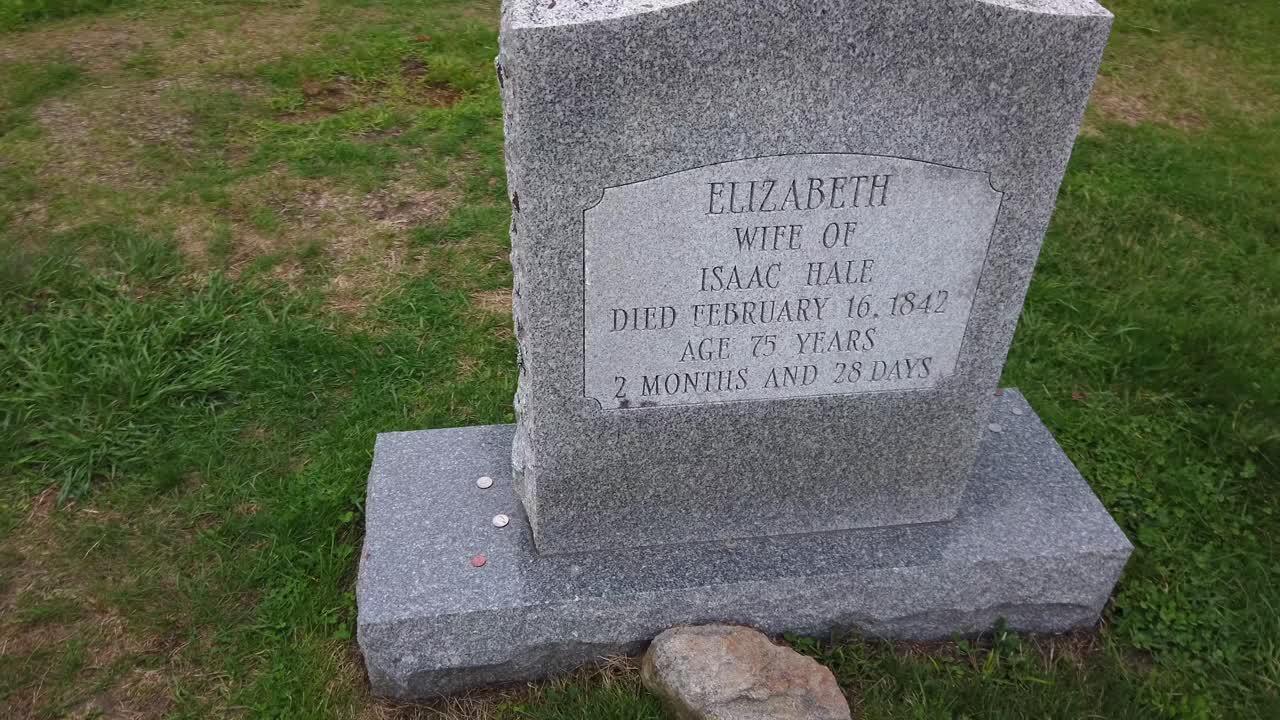 ELIZABETH
WIFE OF
ISAAC HALE
DIED FEBRUARY 16, 1842
AGE 75 YEARS
2 MONTHS AND 28 DAYS